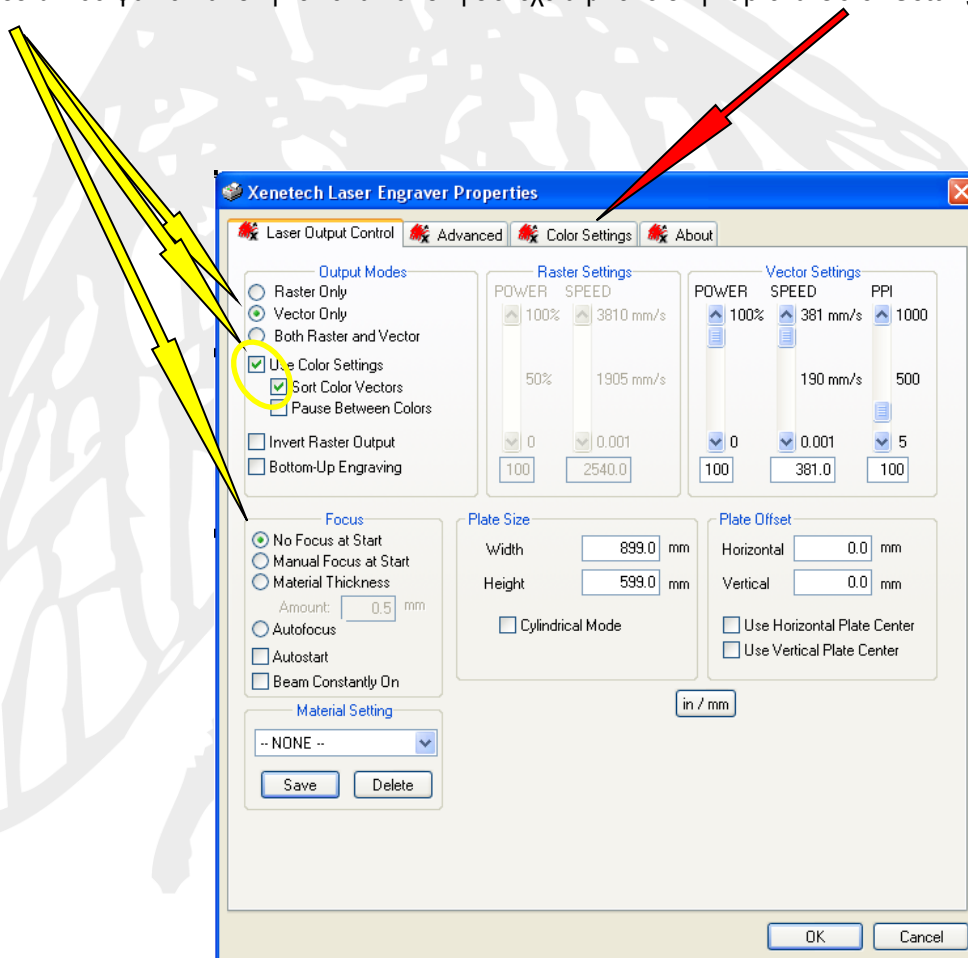 Color Setting
Xenetech Laser Engraver Properties
Laser Output Control
Advanced
Color Settings
About
Output Modes
Raster Only
Vector Only
Both Raster and Vector
Use Color Settings
Sort Color Vectors
Pause Between Colors
Invert Raster Output
Bottom-Up Engraving
Raster Settings
POWER SPEED
100% 3810 mm/s
50% 1905 mm/s
0 0.001
100 2540.0
Vector Settings
POWER SPEED PPI
100% 381 mm/s 1000
190 mm/s 500
0 0.001 5
100 381.0 100
Focus
No Focus at Start
Manual Focus at Start
Material Thickness
Amount: 0.5 mm
Autofocus
Autostart
Beam Constantly On
Plate Size
Width 899.0 mm
Height 599.0 mm
Cylindrical Mode
Plate Offset
Horizontal 0.0 mm
Vertical 0.0 mm
Use Horizontal Plate Center
Use Vertical Plate Center
in / mm
Material Setting
-- NONE --
Save Delete
OK Cancel